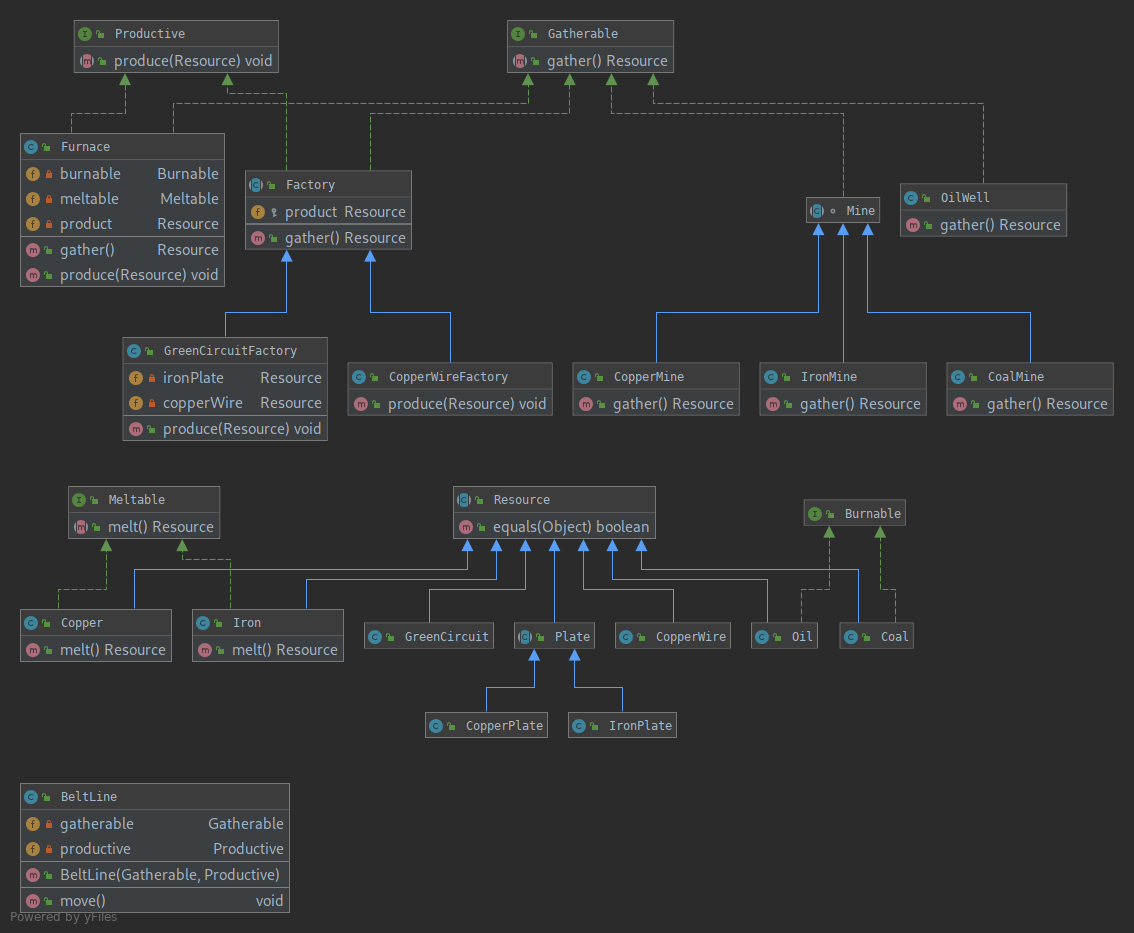 Productive
produce(Resource) void
Gatherable
gather() Resource
Furnace
burnable Burnable
meltable Meltable
product Resource
gather() Resource
produce(Resource) void
Factory
product Resource
gather() Resource
Mine
OilWell
gather() Resource
GreenCircuitFactory
ironPlate Resource
copperWire Resource
produce(Resource) void
CopperWireFactory
produce(Resource) void
CopperMine
gather() Resource
IronMine
gather() Resource
CoalMine
gather() Resource
Meltable
melt() Resource
Resource
equals(Object) boolean
Burnable
Copper
melt() Resource
Iron
melt() Resource
GreenCircuit
Plate
CopperWire
Oil
Coal
CopperPlate
IronPlate
BeltLine
gatherable Gatherable
productive Productive
BeltLine(Gatherable, Productive)
move() void
Powered by yFiles